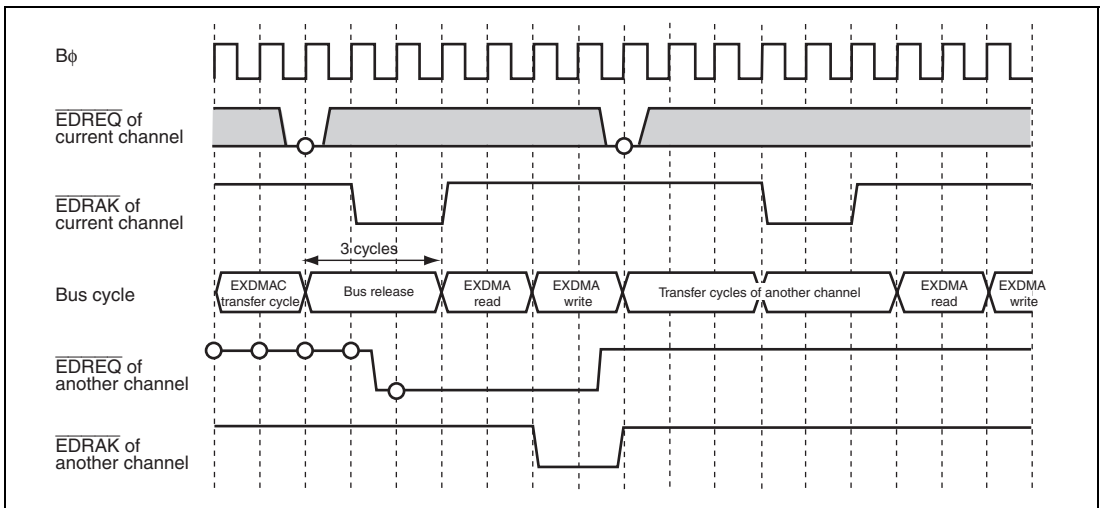 Bφ
EDREQ of
current channel
EDRAK of
current channel
3 cycles
Bus cycle
EXDMAC
transfer cycle
Bus release
EXDMA
read
EXDMA
write
Transfer cycles of another channel
EXDMA
read
EXDMA
write
EDREQ of
another channel
EDRAK of
another channel